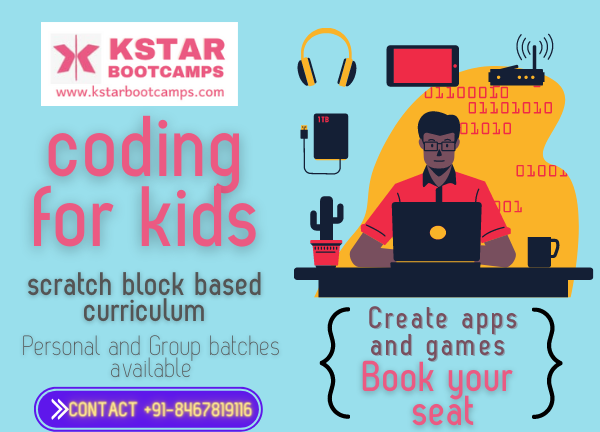 KSTAR
BOOTCAMPS
www.kstarbootcamps.com
coding
for kids
scratch block based
curriculum
Personal and Group batches
available
CONTACT +91-8467819116
1TB
01100010
01101010
01010
01001
001
Create apps
and games
Book your
seat